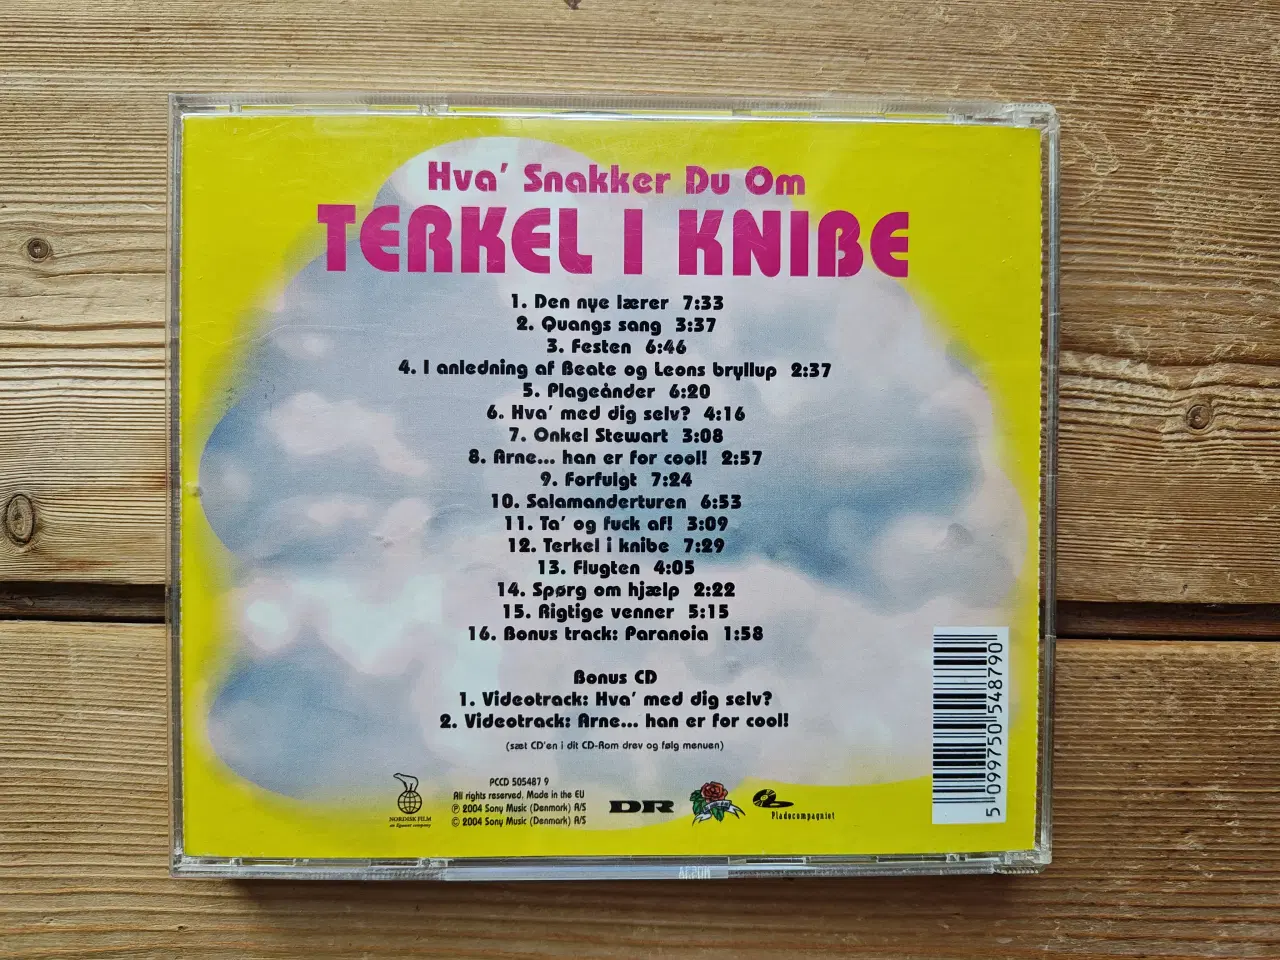 Hva' Snakker Du Om
TERKEL I KNIBE
1. Den nye lærer 7:33
2. Quangs sang 3:37
3. Festen 6:46
4. I anledning af Beate og Leons bryllup 2:37
5. Plageånder 6:20
6. Hva' med dig selv? 4:16
7. Onkel Stewart 3:08
8. Arne... han er for cool! 2:57
9. Forfulgt 7:24
10. Salamanderturen 6:53
11. Ta' og fuck af! 3:09
12. Terkel i knibe 7:29
13. Flugten 4:05
14. Spørg om hjælp 2:22
15. Rigtige venner 5:15
16. Bonus track: Paranoia 1:58
Bonus CD
1. Videotrack: Hva' med dig selv?
2. Videotrack: Arne... han er for cool!
(sæt CD'en i dit CD-Rom drev og følg menuen)
NORDISK FILM
an Egmont company
PCCD 505487 9
All rights reserved. Made in the EU
℗ 2004 Sony Music (Denmark) A/S
© 2004 Sony Music (Denmark) A/S
DR
Pladecompagniet
5 099750 548790